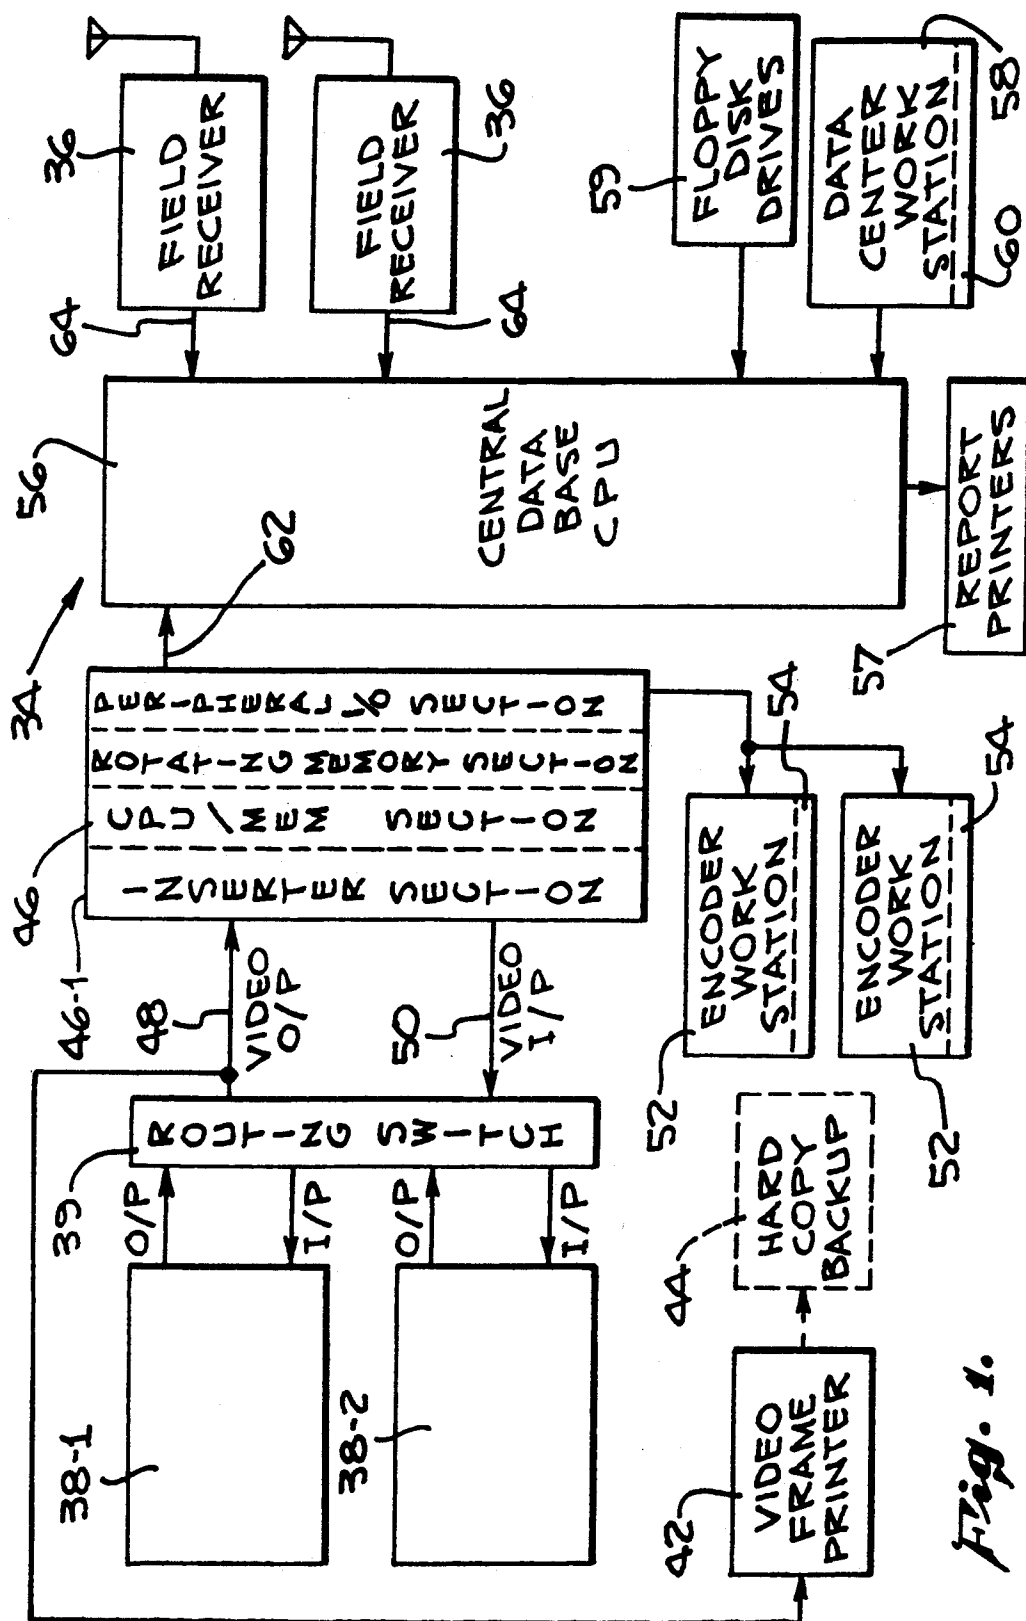 38-1
38-2
O/P
I/P
O/P
I/P
39
ROUTING SWITCH
48
VIDEO
O/P
50
VIDEO
I/P
46-1
46
INSERTER SECTION
CPU/MEM SECTION
ROTATING MEMORY SECTION
PERIPHERAL I/O SECTION
34
62
56
CENTRAL
DATA
BASE
CPU
64
64
36
FIELD
RECEIVER
FIELD
RECEIVER
36
59
FLOPPY
DISK
DRIVES
DATA
CENTER
WORK
STATION
58
60
57
REPORT
PRINTERS
52
ENCODER
WORK
STATION
54
52
ENCODER
WORK
STATION
54
42
VIDEO
FRAME
PRINTER
44
HARD
COPY
BACKUP
Fig. 1.